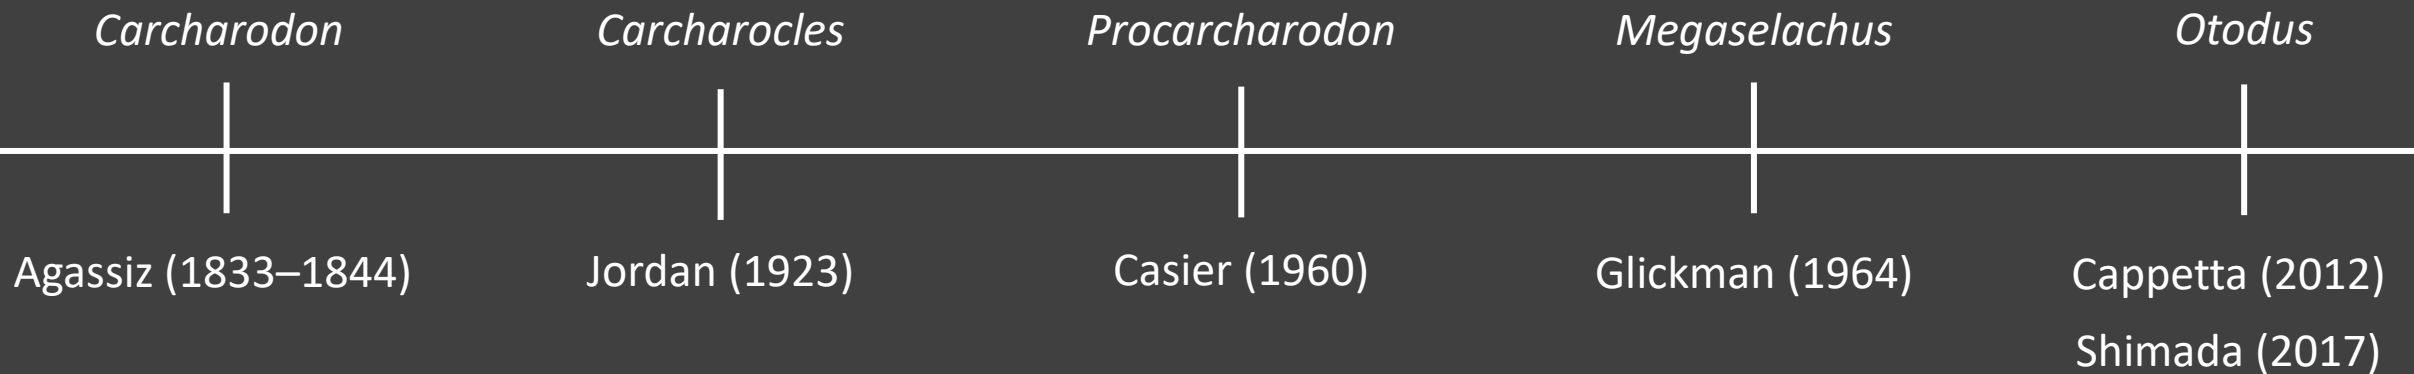 Carcharodon
Carcharocles
Procarcharodon
Megaselachus
Otodus
Agassiz (1833–1844)
Jordan (1923)
Casier (1960)
Glickman (1964)
Cappetta (2012)
Shimada (2017)